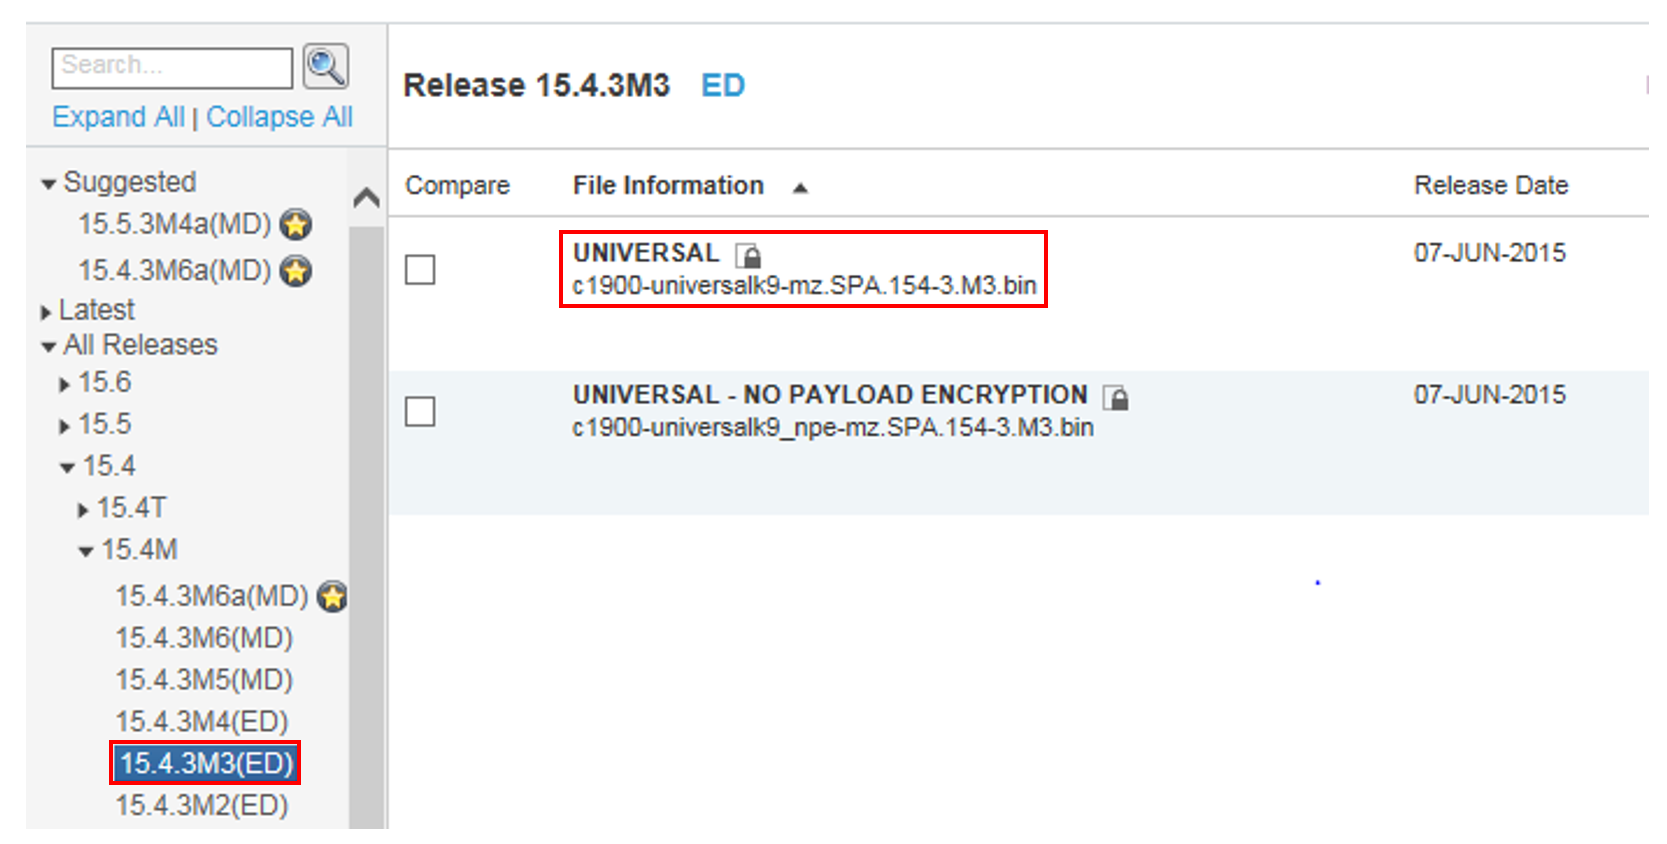 Search...
Expand All | Collapse All
Suggested
15.5.3M4a(MD)
15.4.3M6a(MD)
Latest
All Releases
15.6
15.5
15.4
15.4T
15.4M
15.4.3M6a(MD)
15.4.3M6(MD)
15.4.3M5(MD)
15.4.3M4(ED)
15.4.3M3(ED)
15.4.3M2(ED)
Release 15.4.3M3 ED
Compare File Information Release Date
UNIVERSAL 07-JUN-2015
c1900-universalk9-mz.SPA.154-3.M3.bin
UNIVERSAL - NO PAYLOAD ENCRYPTION 07-JUN-2015
c1900-universalk9_npe-mz.SPA.154-3.M3.bin